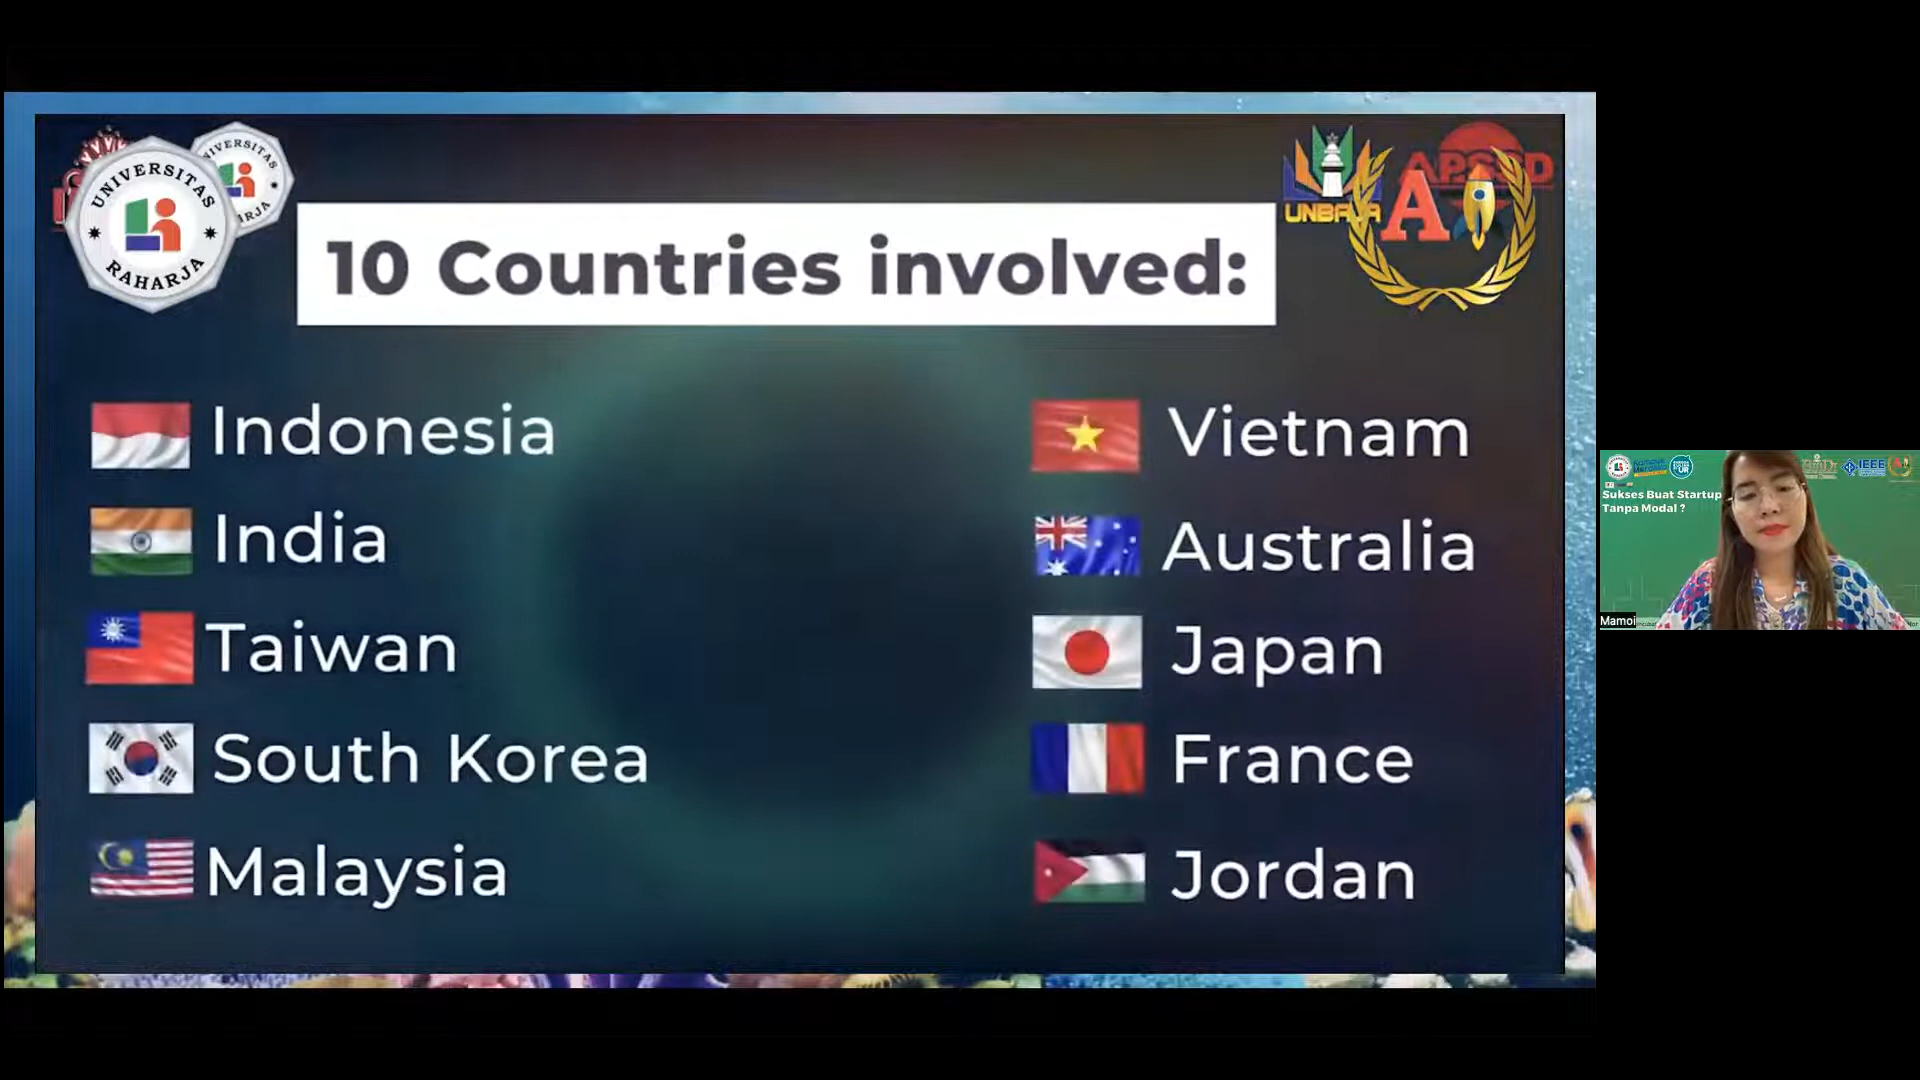 UNIVERSITAS
RAHARJA
UNBAJA
A
10 Countries involved:
Indonesia
India
Taiwan
South Korea
Malaysia
Vietnam
Australia
Japan
France
Jordan
IEEE
Sukses Buat Startup
Tanpa Modal ?
Mamoi